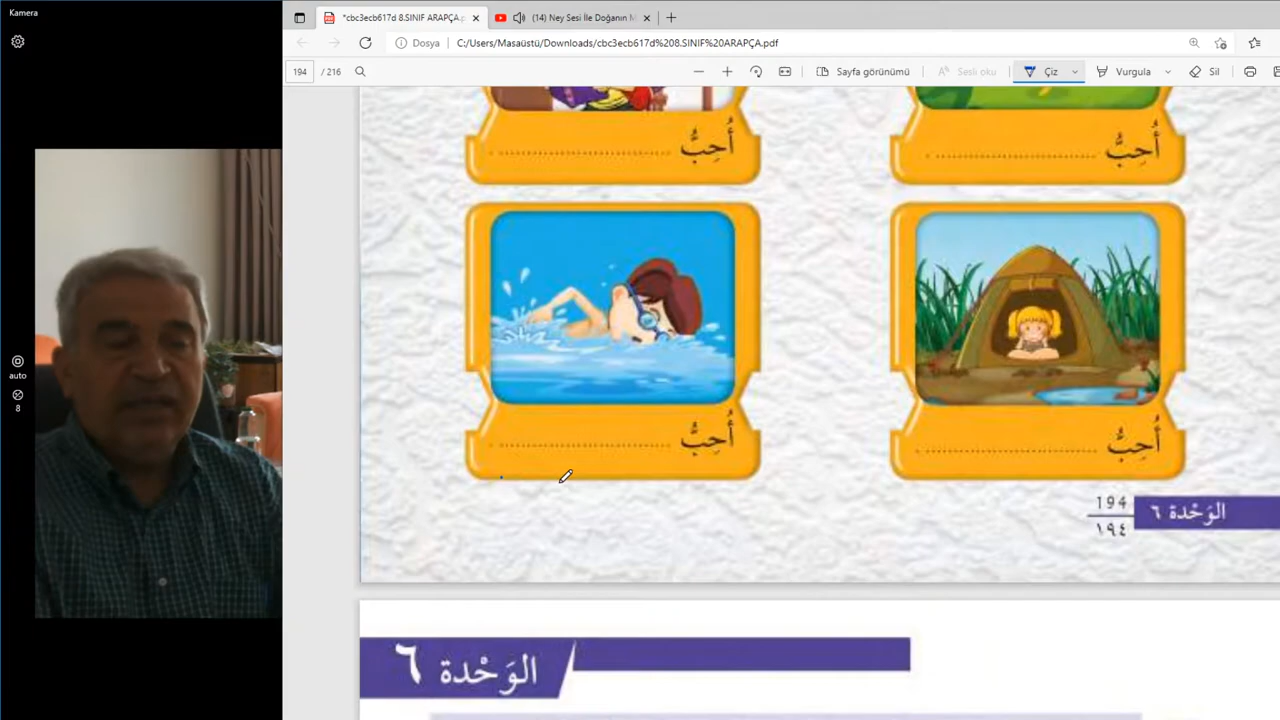 Kamera
*cbc3ecb617d 8.SINIF ARAPÇA.p
(14) Ney Sesi İle Doğanın M
Dosya
C:/Users/Masaüstü/Downloads/cbc3ecb617d%208.SINIF%20ARAPÇA.pdf
194 / 216
Sayfa görünümü
Sesli oku
Çiz
Vurgula
Sil
أُحِبُّ ..............................
أُحِبُّ ..............................
أُحِبُّ ..............................
أُحِبُّ ..............................
auto
8
الوَحْدة ٦
194
١٩٤
الوَحْدة ٦